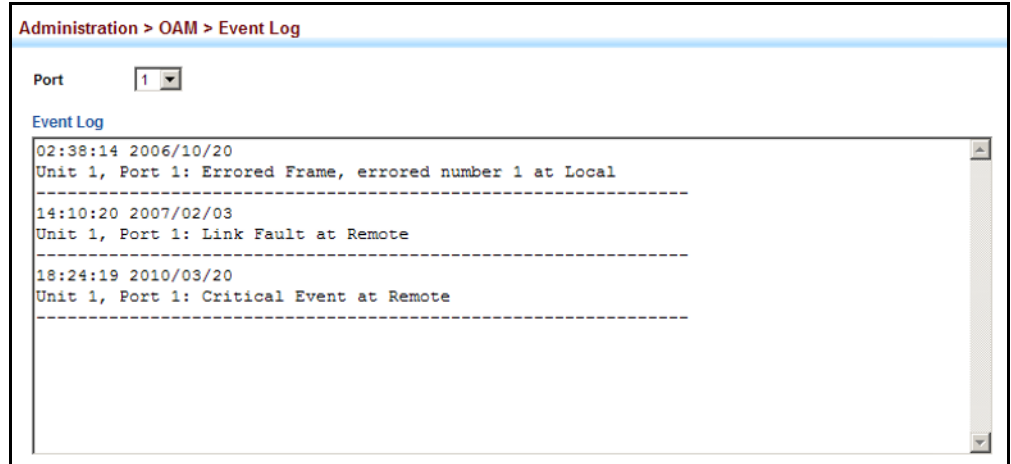 Administration > OAM > Event Log
Port 1
Event Log
02:38:14 2006/10/20
Unit 1, Port 1: Errored Frame, errored number 1 at Local
---------------------------------------------------------------
14:10:20 2007/02/03
Unit 1, Port 1: Link Fault at Remote
---------------------------------------------------------------
18:24:19 2010/03/20
Unit 1, Port 1: Critical Event at Remote
---------------------------------------------------------------